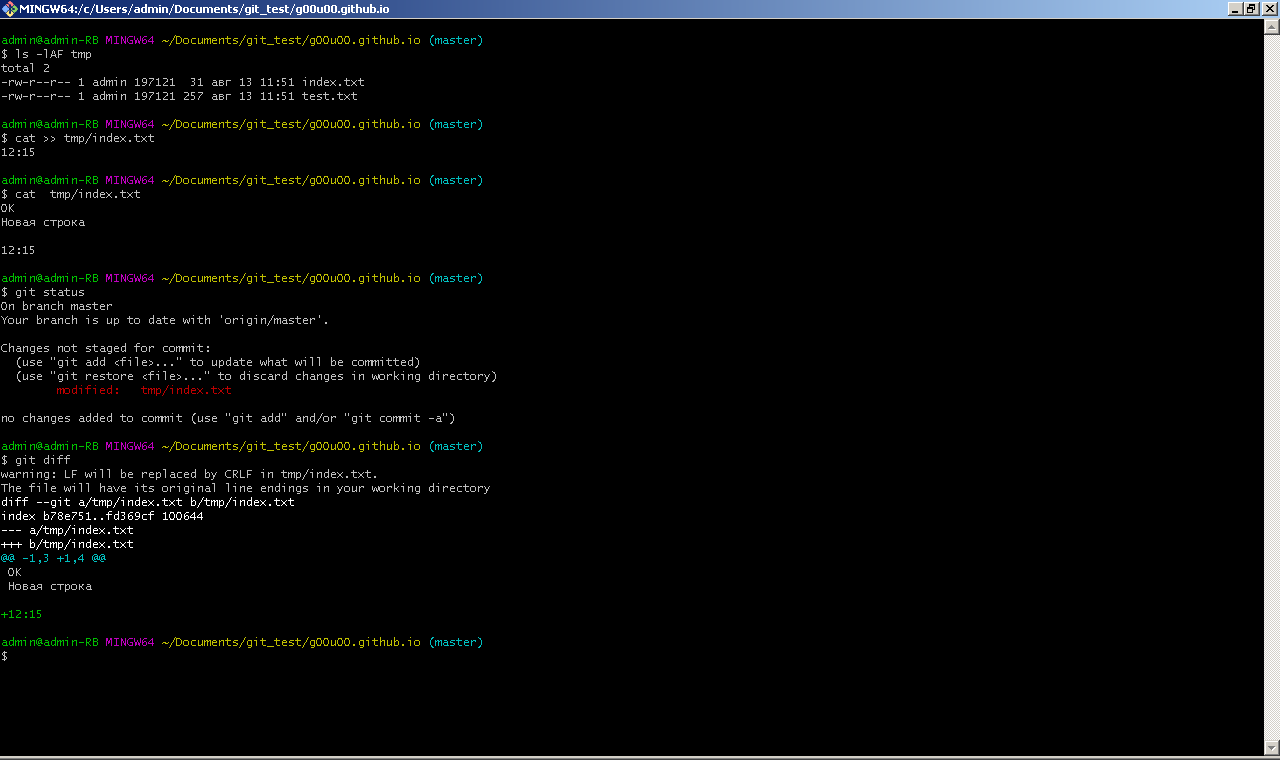 MINGW64:/c/Users/admin/Documents/git_test/g00u00.github.io
admin@admin-RB MINGW64 ~/Documents/git_test/g00u00.github.io (master)
$ ls -lAF tmp
total 2
-rw-r--r-- 1 admin 197121  31 авг 13 11:51 index.txt
-rw-r--r-- 1 admin 197121 257 авг 13 11:51 test.txt
admin@admin-RB MINGW64 ~/Documents/git_test/g00u00.github.io (master)
$ cat >> tmp/index.txt
12:15
admin@admin-RB MINGW64 ~/Documents/git_test/g00u00.github.io (master)
$ cat  tmp/index.txt
OK
Новая строка
12:15
admin@admin-RB MINGW64 ~/Documents/git_test/g00u00.github.io (master)
$ git status
On branch master
Your branch is up to date with 'origin/master'.
Changes not staged for commit:
  (use "git add <file>..." to update what will be committed)
  (use "git restore <file>..." to discard changes in working directory)
        modified:   tmp/index.txt
no changes added to commit (use "git add" and/or "git commit -a")
admin@admin-RB MINGW64 ~/Documents/git_test/g00u00.github.io (master)
$ git diff
warning: LF will be replaced by CRLF in tmp/index.txt.
The file will have its original line endings in your working directory
diff --git a/tmp/index.txt b/tmp/index.txt
index b78e751..fd369cf 100644
--- a/tmp/index.txt
+++ b/tmp/index.txt
@@ -1,3 +1,4 @@
 OK
 Новая строка
+12:15
admin@admin-RB MINGW64 ~/Documents/git_test/g00u00.github.io (master)
$